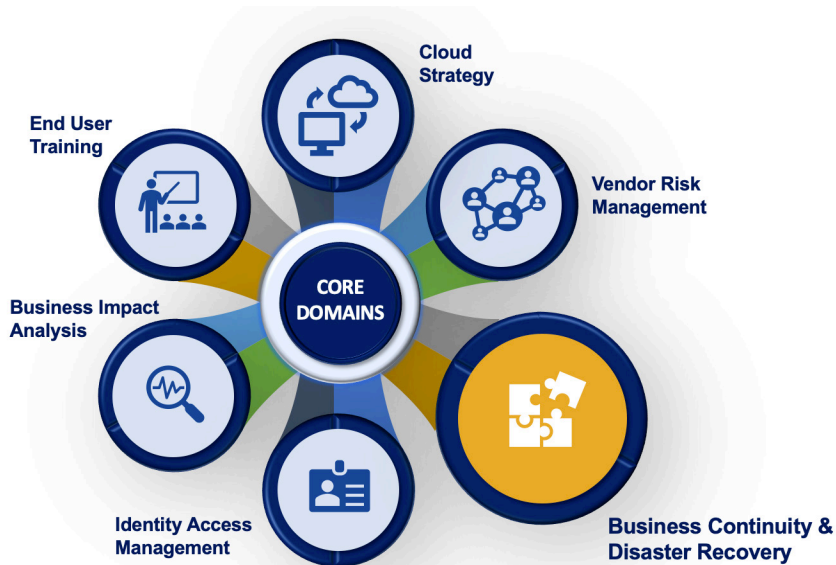 Cloud
Strategy
End User
Training
Vendor Risk
Management
CORE
DOMAINS
Business Impact
Analysis
Identity Access
Management
Business Continuity &
Disaster Recovery